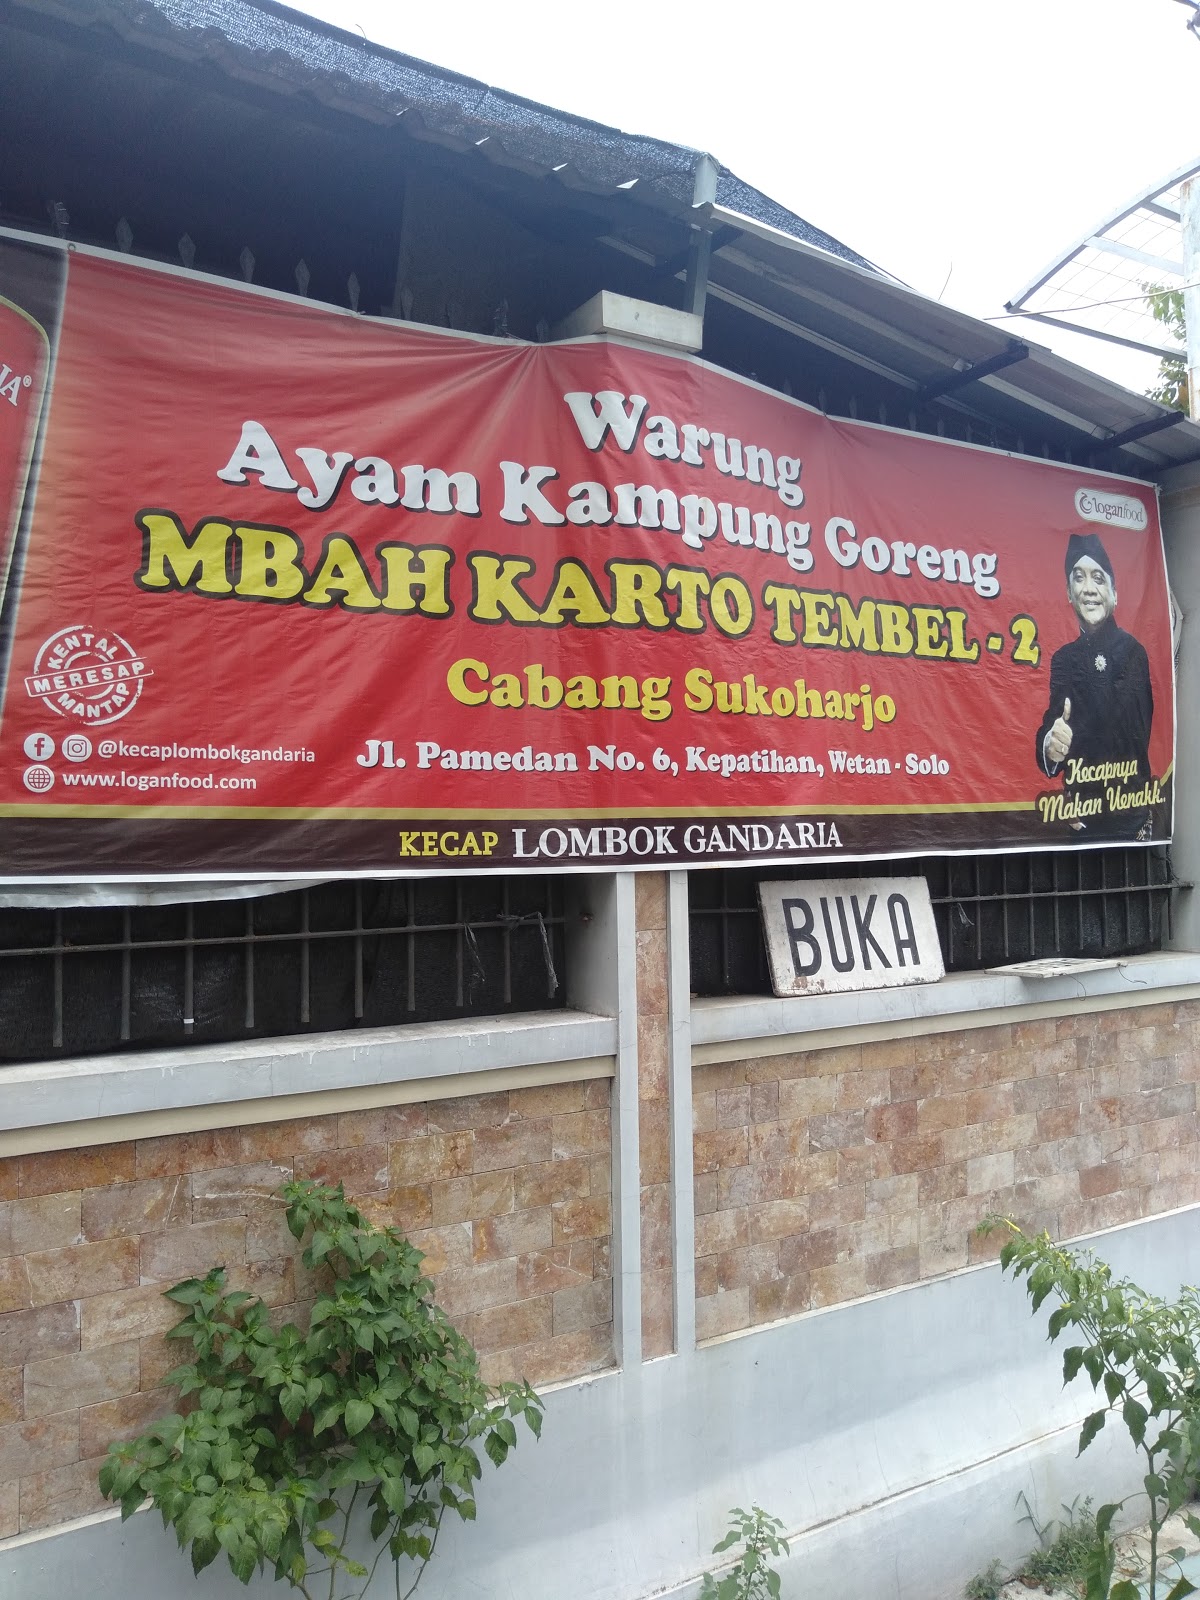 Warung
Ayam Kampung Goreng
MBAH KARTO TEMBEL - 2
Cabang Sukoharjo
Jl. Pamedan No. 6, Kepatihan, Wetan - Solo
KENTAL
MERESAP
MANTAP
@kecaplombokgandaria
www.loganfood.com
loganfood
Kecapnya
Makan Uenakk..
KECAP LOMBOK GANDARIA
BUKA